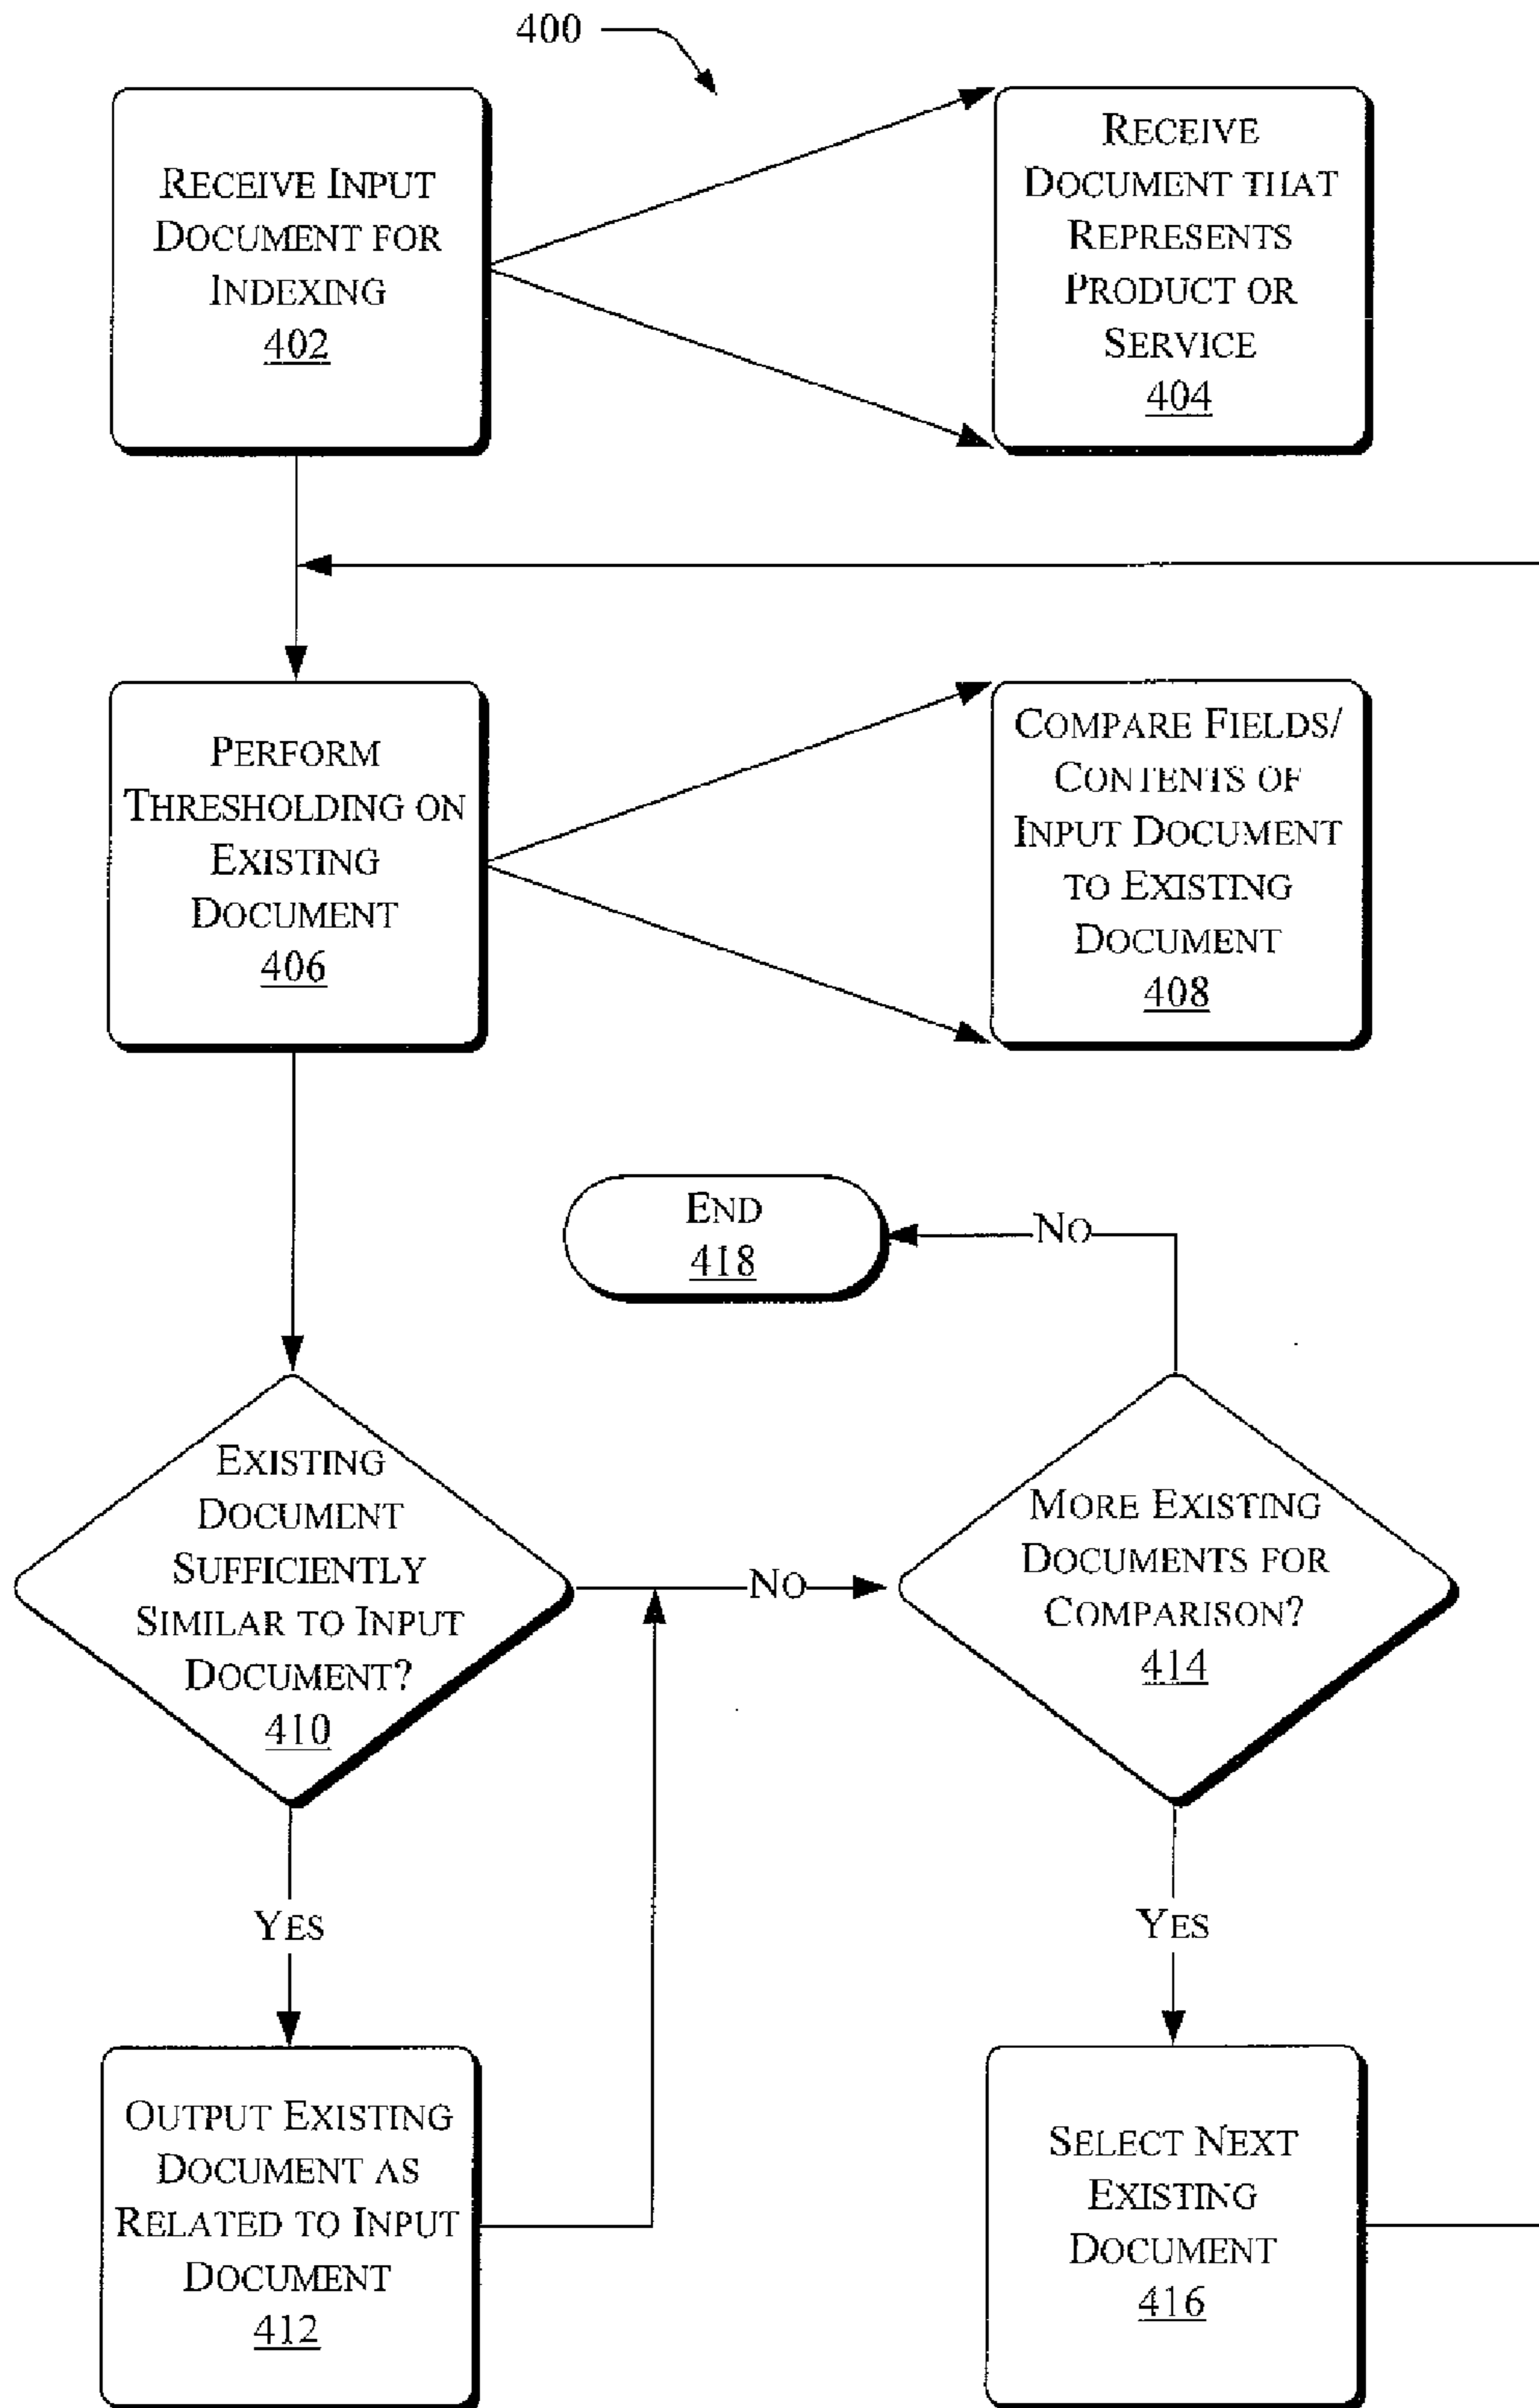 400
RECEIVE INPUT
DOCUMENT FOR
INDEXING
402
RECEIVE
DOCUMENT THAT
REPRESENTS
PRODUCT OR
SERVICE
404
PERFORM
THRESHOLDING ON
EXISTING
DOCUMENT
406
COMPARE FIELDS/
CONTENTS OF
INPUT DOCUMENT
TO EXISTING
DOCUMENT
408
END
418
NO
EXISTING
DOCUMENT
SUFFICIENTLY
SIMILAR TO INPUT
DOCUMENT?
410
NO
MORE EXISTING
DOCUMENTS FOR
COMPARISON?
414
YES
YES
OUTPUT EXISTING
DOCUMENT AS
RELATED TO INPUT
DOCUMENT
412
SELECT NEXT
EXISTING
DOCUMENT
416